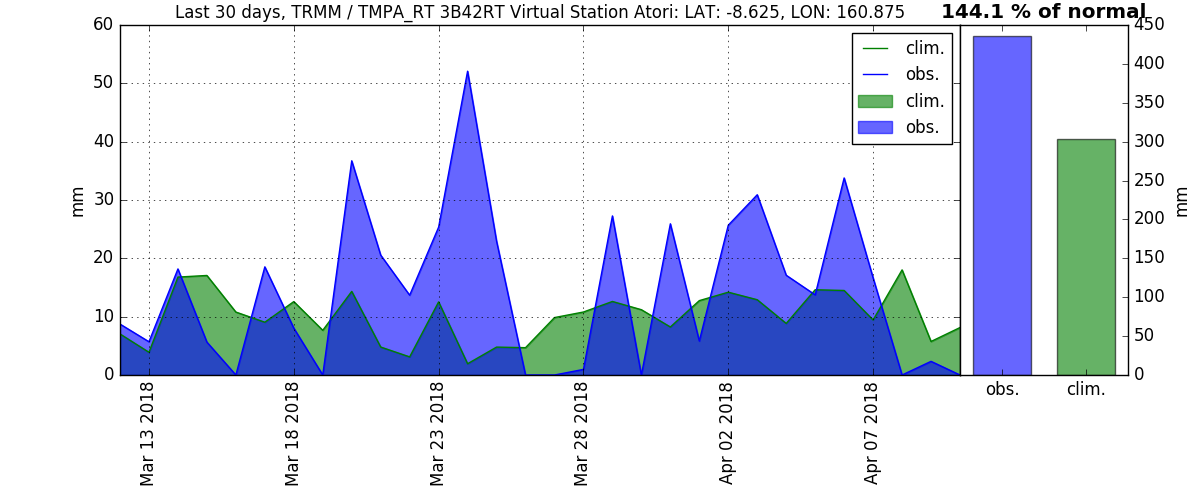 Last 30 days, TRMM / TMPA_RT 3B42RT Virtual Station Atori: LAT: -8.625, LON: 160.875
144.1 % of normal
60
50
40
30
20
10
0
mm
clim.
obs.
clim.
obs.
450
400
350
300
250
200
150
100
50
0
mm
obs.
clim.
Mar 13 2018
Mar 18 2018
Mar 23 2018
Mar 28 2018
Apr 02 2018
Apr 07 2018